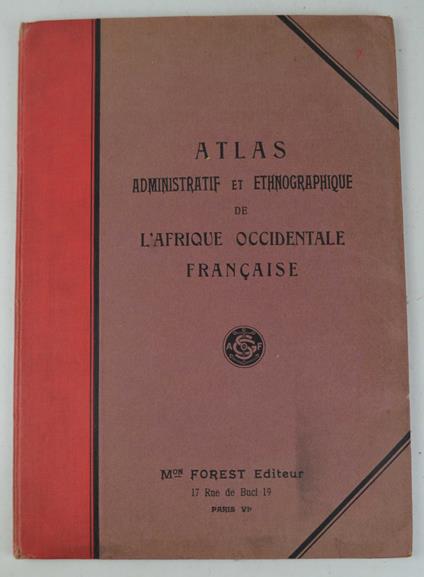 ATLAS
ADMINISTRATIF ET ETHNOGRAPHIQUE
DE
L'AFRIQUE OCCIDENTALE
FRANÇAISE
Mon FOREST Editeur
17 Rue de Buci 19
PARIS VIe